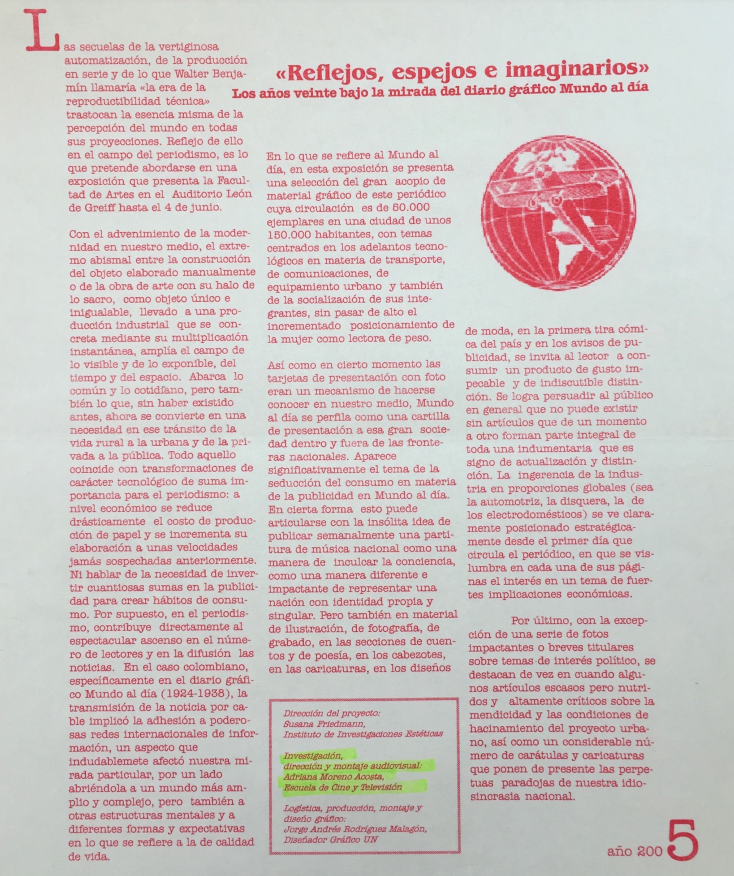 «Reflejos, espejos e imaginarios»
Los años veinte bajo la mirada del diario gráfico Mundo al día
Las secuelas de la vertiginosa
automatización, de la producción
en serie y de lo que Walter Benja-
mín llamaría «la era de la
reproductibilidad técnica»
trastocan la esencia misma de la
percepción del mundo en todas
sus proyecciones. Reflejo de ello
en el campo del periodismo, es lo
que pretende abordarse en una
exposición que presenta la Facul-
tad de Artes en el Auditorio León
de Greiff hasta el 4 de junio.
Con el advenimiento de la moder-
nidad en nuestro medio, el extre-
mo abismal entre la construcción
del objeto elaborado manualmente
o de la obra de arte con su halo de
lo sacro, como objeto único e
inigualable, llevado a una pro-
ducción industrial que se con-
creta mediante su multiplicación
instantánea, amplía el campo de
lo visible y de lo exponible, del
tiempo y del espacio. Abarca lo
común y lo cotidiano, pero tam-
bién lo que, sin haber existido
antes, ahora se convierte en una
necesidad en ese tránsito de la
vida rural a la urbana y de la pri-
vada a la pública. Todo aquello
coincide con transformaciones de
carácter tecnológico de suma im-
portancia para el periodismo: a
nivel económico se reduce
drásticamente el costo de produc-
ción de papel y se incrementa su
elaboración a unas velocidades
jamás sospechadas anteriormente.
Ni hablar de la necesidad de inver-
tir cuantiosas sumas en la publici-
dad para crear hábitos de consu-
mo. Por supuesto, en el periodis-
mo, contribuye directamente al
espectacular ascenso en el núme-
ro de lectores y en la difusión las
noticias. En el caso colombiano,
específicamente en el diario gráfi-
co Mundo al día (1924-1938), la
transmisión de la noticia por ca-
ble implicó la adhesión a podero-
sas redes internacionales de infor-
mación, un aspecto que
indudablemete afectó nuestra mi-
rada particular, por un lado
abriéndola a un mundo más am-
plio y complejo, pero también a
otras estructuras mentales y a
diferentes formas y expectativas
en lo que se refiere a la de calidad
de vida.
En lo que se refiere al Mundo al
día, en esta exposición se presenta
una selección del gran acopio de
material gráfico de este periódico
cuya circulación es de 50.000
ejemplares en una ciudad de unos
150.000 habitantes, con temas
centrados en los adelantos tecno-
lógicos en materia de transporte,
de comunicaciones, de
equipamiento urbano y también
de la socialización de sus inte-
grantes, sin pasar de alto el
incrementado posicionamiento de
la mujer como lectora de peso.
Así como en cierto momento las
tarjetas de presentación con foto
eran un mecanismo de hacerse
conocer en nuestro medio, Mundo
al día se perfila como una cartilla
de presentación a esa gran socie-
dad dentro y fuera de las fronte-
ras nacionales. Aparece
significativamente el tema de la
seducción del consumo en materia
de la publicidad en Mundo al día.
En cierta forma esto puede
articularse con la insólita idea de
publicar semanalmente una parti-
tura de música nacional como una
manera de inculcar la conciencia,
como una manera diferente e
impactante de representar una
nación con identidad propia y
singular. Pero también en material
de ilustración, de fotografía, de
grabado, en las secciones de cuen-
tos y de poesía, en los cabezotes,
en las caricaturas, en los diseños
de moda, en la primera tira cómi-
ca del país y en los avisos de pu-
blicidad, se invita al lector a con-
sumir un producto de gusto im-
pecable y de indiscutible distin-
ción. Se logra persuadir al público
en general que no puede existir
sin artículos que de un momento
a otro forman parte integral de
toda una indumentaria que es
signo de actualización y distin-
ción. La ingerencia de la indus-
tria en proporciones globales (sea
la automotriz, la disquera, la de
los electrodomésticos) se ve clara-
mente posicionado estratégica-
mente desde el primer día que
circula el periódico, en que se vis-
lumbra en cada una de sus pági-
nas el interés en un tema de fuer-
tes implicaciones económicas.
Por último, con la excep-
ción de una serie de fotos
impactantes o breves titulares
sobre temas de interés político, se
destacan de vez en cuando algu-
nos artículos escasos pero nutri-
dos y altamente críticos sobre la
mendicidad y las condiciones de
hacinamiento del proyecto urba-
no, así como un considerable nú-
mero de carátulas y caricaturas
que ponen de presente las perpe-
tuas paradojas de nuestra idio-
sincrasia nacional.
Dirección del proyecto:
Susana Friedmann,
Instituto de Investigaciones Estéticas
Investigación,
dirección y montaje audiovisual:
Adriana Moreno Acosta,
Escuela de Cine y Televisión
Logística, producción, montaje y
diseño gráfico:
Jorge Andrés Rodríguez Malagón,
Diseñador Gráfico UN
año 2005